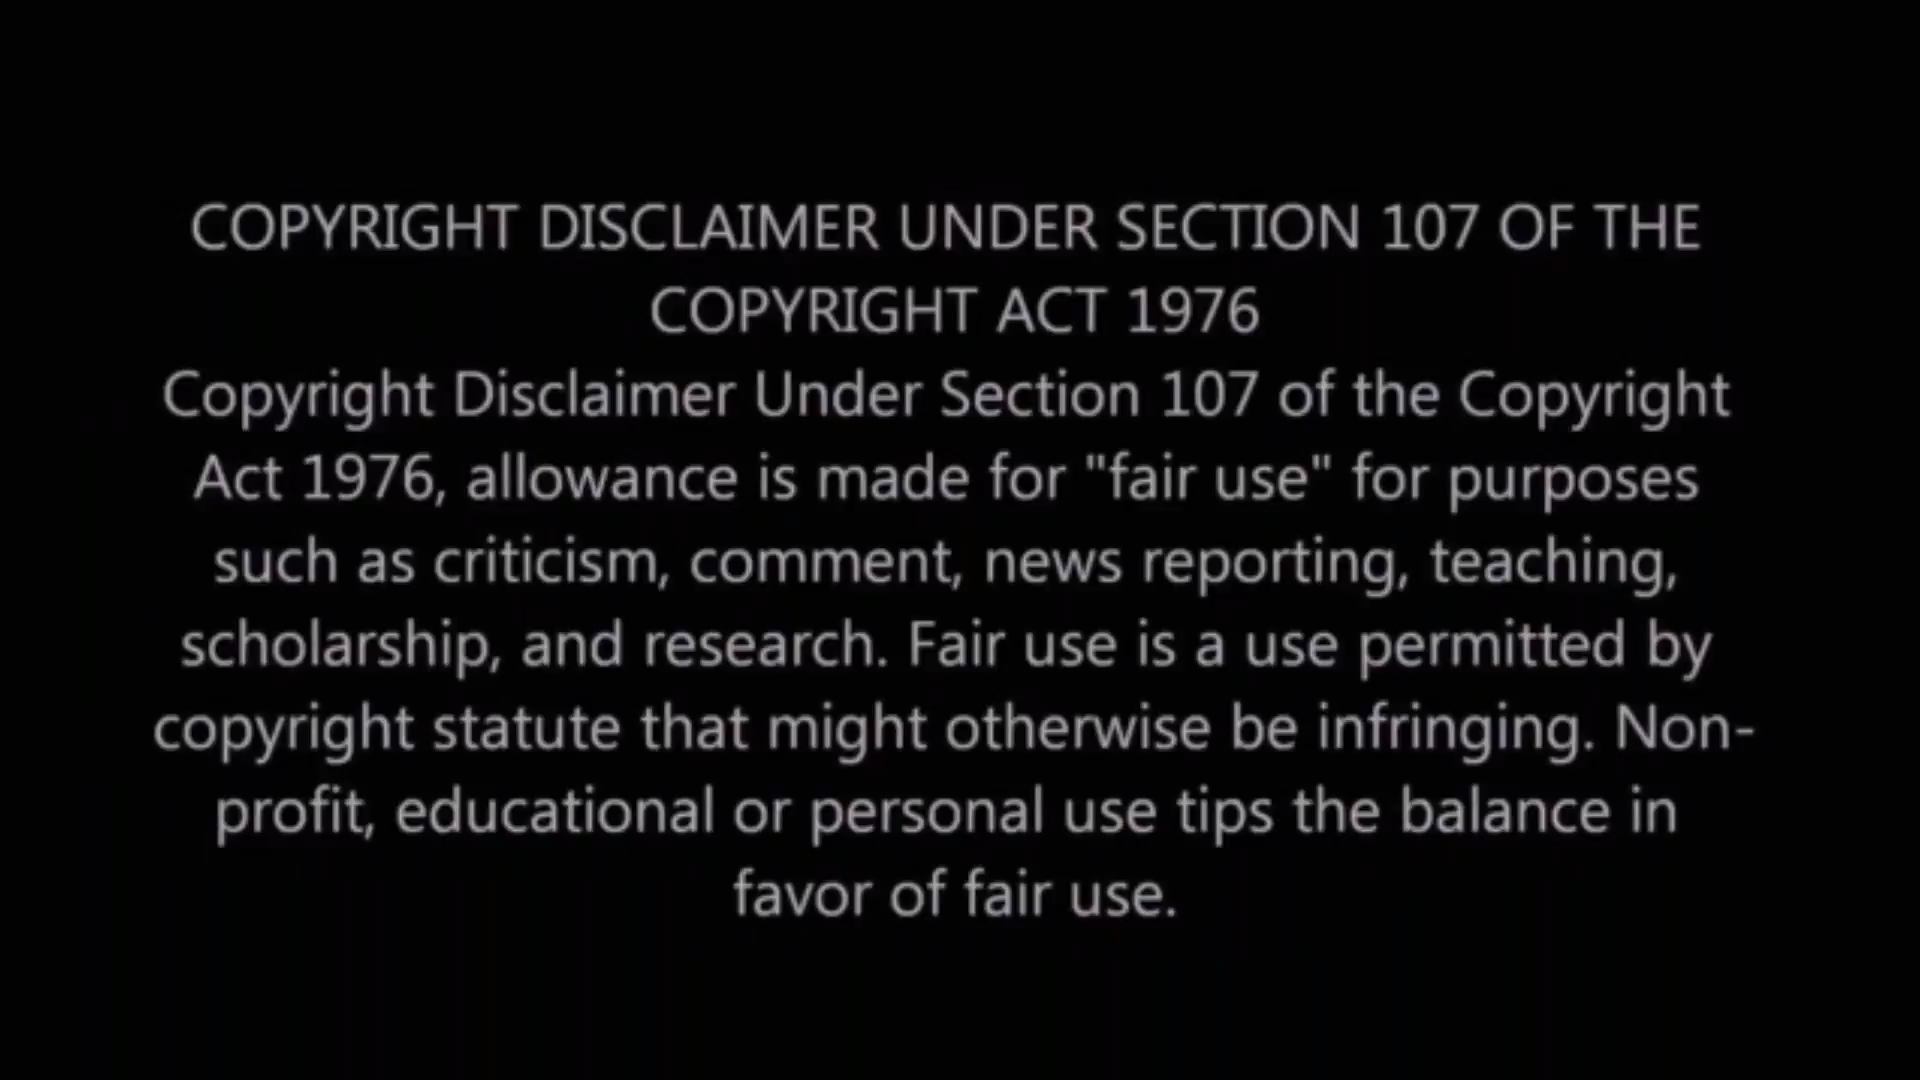 COPYRIGHT DISCLAIMER UNDER SECTION 107 OF THE
COPYRIGHT ACT 1976
Copyright Disclaimer Under Section 107 of the Copyright
Act 1976, allowance is made for "fair use" for purposes
such as criticism, comment, news reporting, teaching,
scholarship, and research. Fair use is a use permitted by
copyright statute that might otherwise be infringing. Non-
profit, educational or personal use tips the balance in
favor of fair use.